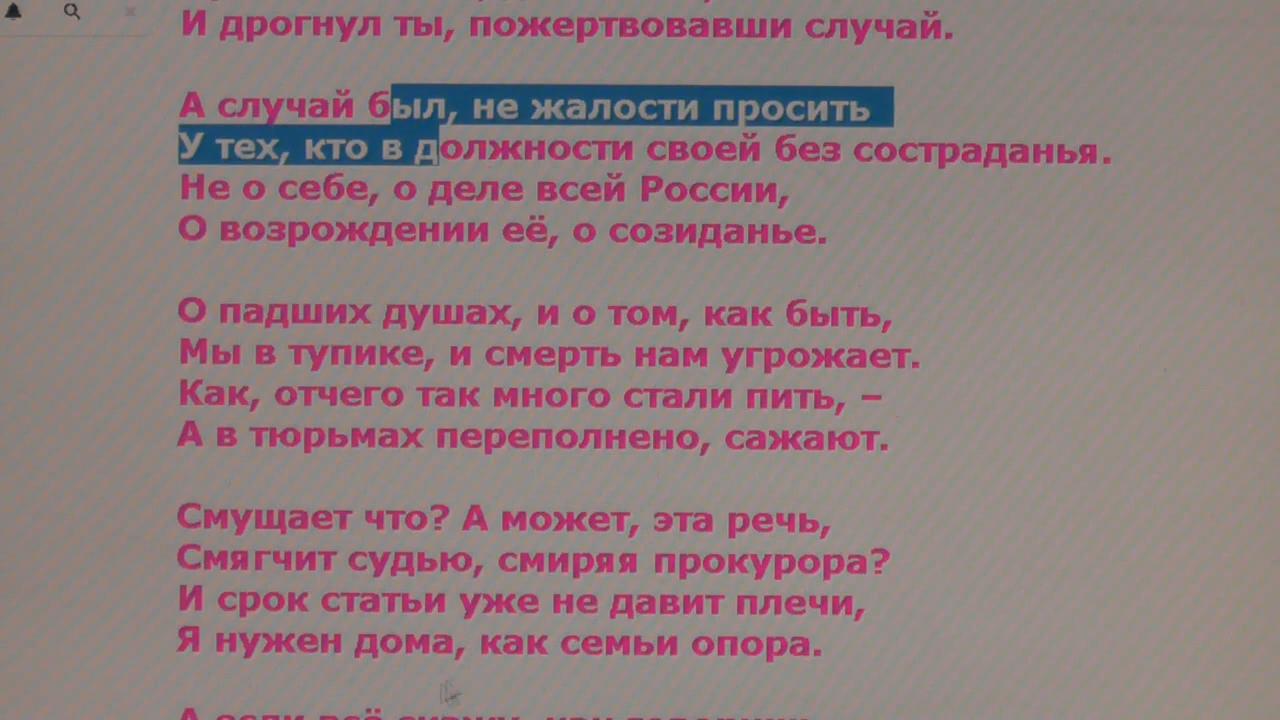 И дрогнул ты, пожертвовавши случай.
А случай был, не жалости просить
У тех, кто в должности своей без состраданья.
Не о себе, о деле всей России,
О возрождении её, о созиданье.
О падших душах, и о том, как быть,
Мы в тупике, и смерть нам угрожает.
Как, отчего так много стали пить, –
А в тюрьмах переполнено, сажают.
Смущает что? А может, эта речь,
Смягчит судью, смиряя прокурора?
И срок статьи уже не давит плечи,
Я нужен дома, как семьи опора.
А если всё скажу,